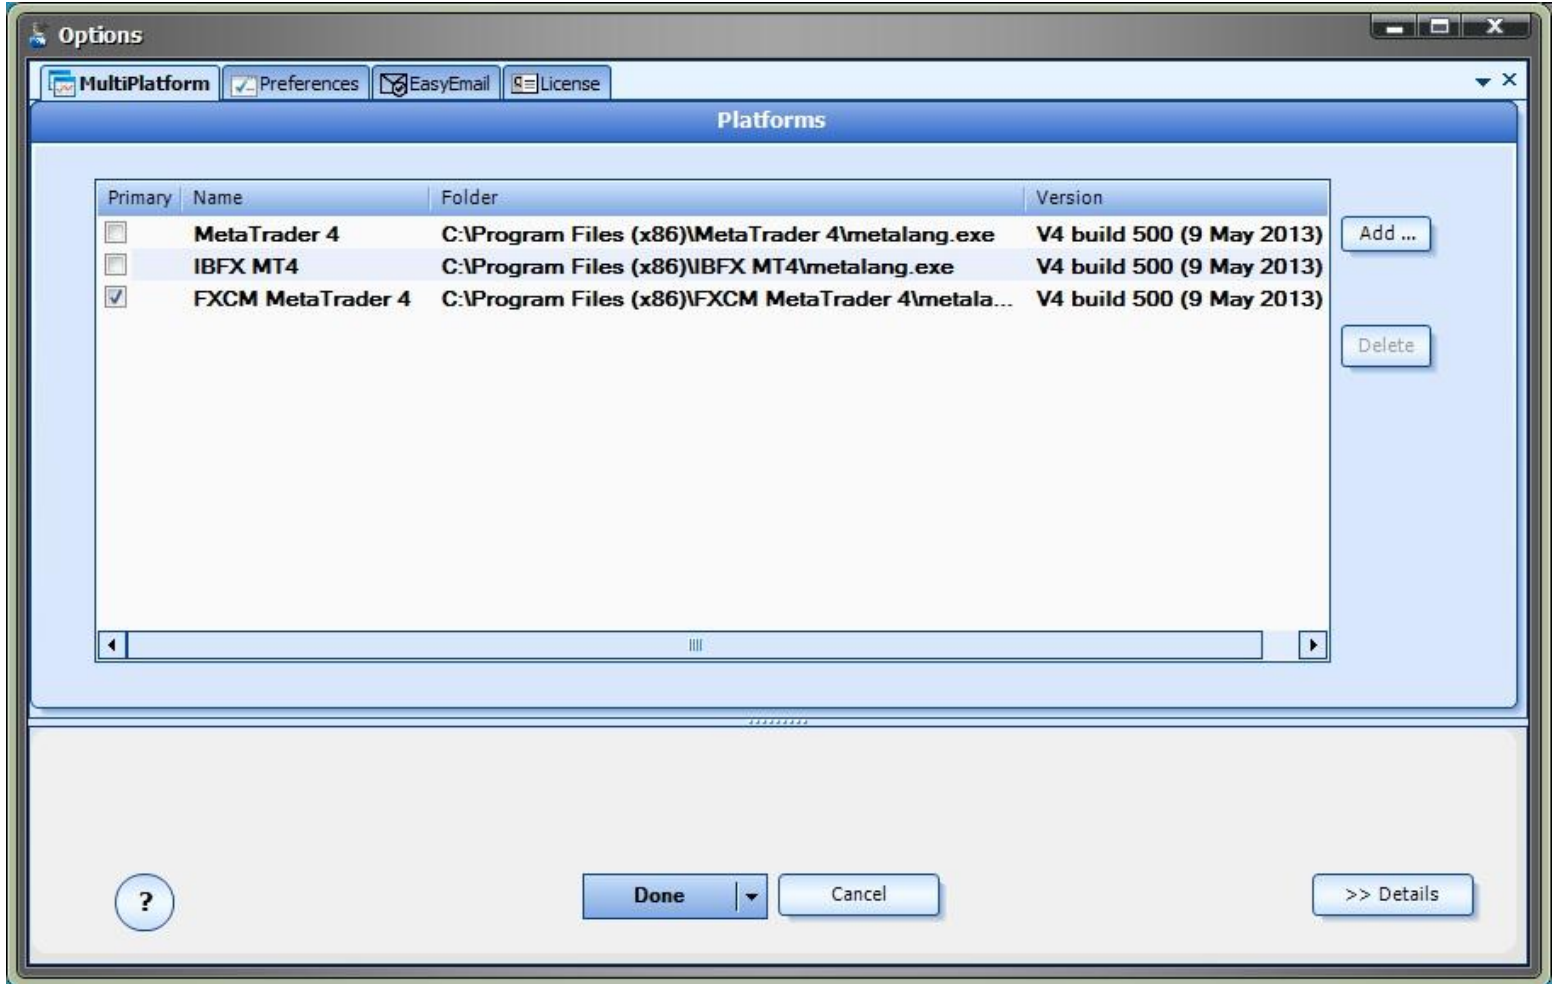 Options
MultiPlatform Preferences EasyEmail License
Platforms
Primary Name Folder Version
MetaTrader 4 C:\Program Files (x86)\MetaTrader 4\metalang.exe V4 build 500 (9 May 2013) Add ...
IBFX MT4 C:\Program Files (x86)\IBFX MT4\metalang.exe V4 build 500 (9 May 2013)
FXCM MetaTrader 4 C:\Program Files (x86)\FXCM MetaTrader 4\metala... V4 build 500 (9 May 2013)
Delete
? Done Cancel >> Details